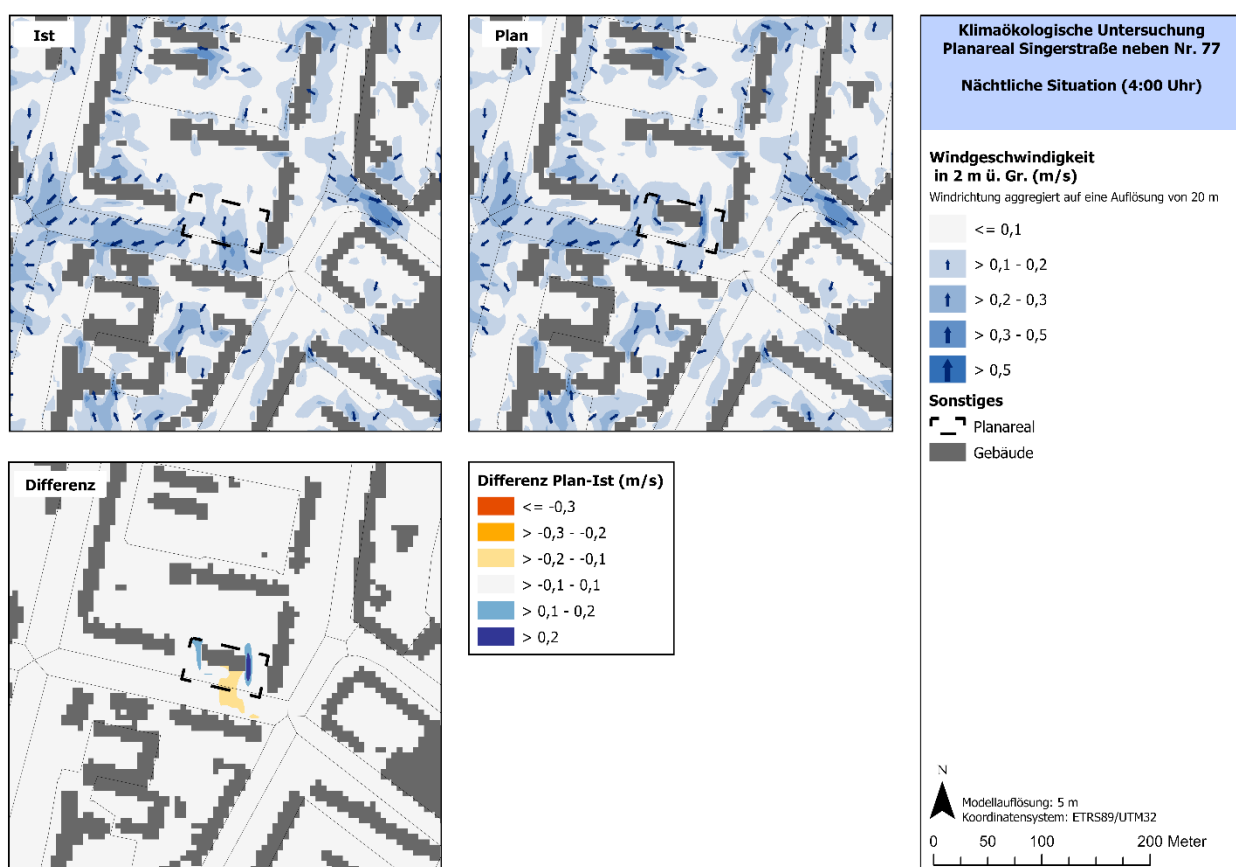 Ist
Plan
Klimaökologische Untersuchung
Planareal Singerstraße neben Nr. 77
Nächtliche Situation (4:00 Uhr)
Windgeschwindigkeit
in 2 m ü. Gr. (m/s)
Windrichtung aggregiert auf eine Auflösung von 20 m
<= 0,1
> 0,1 - 0,2
> 0,2 - 0,3
> 0,3 - 0,5
> 0,5
Sonstiges
Planareal
Gebäude
Differenz
Differenz Plan-Ist (m/s)
<= -0,3
> -0,3 - -0,2
> -0,2 - -0,1
> -0,1 - 0,1
> 0,1 - 0,2
> 0,2
N
Modellauflösung: 5 m
Koordinatensystem: ETRS89/UTM32
0 50 100 200 Meter